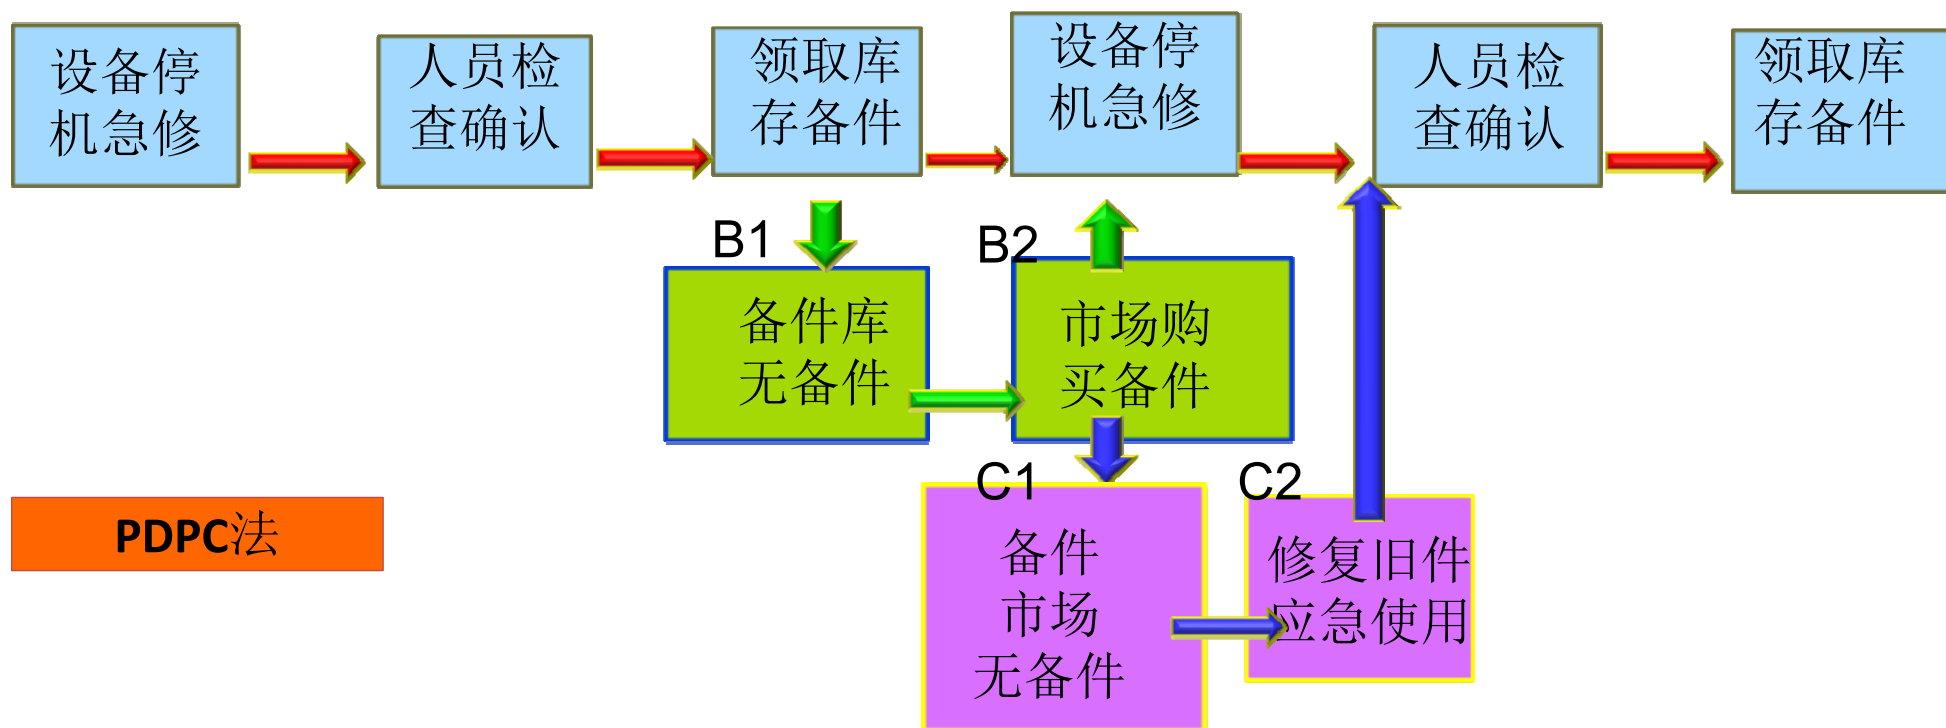 设备停
机急修
人员检
查确认
领取库
存备件
设备停
机急修
人员检
查确认
领取库
存备件
B1
备件库
无备件
B2
市场购
买备件
C1
备件
市场
无备件
C2
修复旧件
应急使用
PDPC法